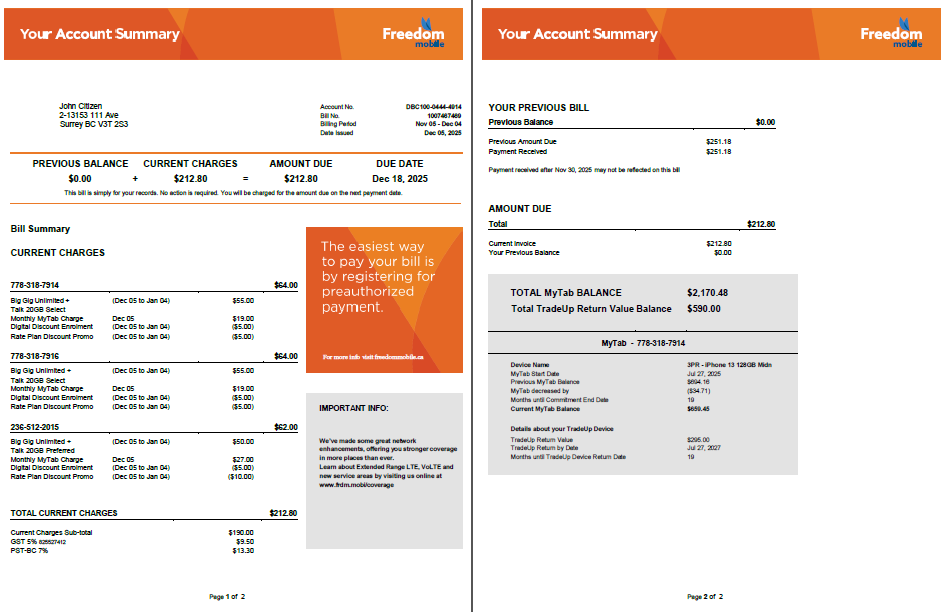 Your Account Summary
Freedom
mobile
John Citizen
2-13153 111 Ave
Surrey BC V3T 2S3
Account No. DBC100-0444-4914
Bill No. 1007467469
Billing Period Nov 05 - Dec 04
Date Issued Dec 05, 2025
PREVIOUS BALANCE CURRENT CHARGES AMOUNT DUE DUE DATE
$0.00 + $212.80 = $212.80 Dec 18, 2025
This bill is simply for your records. No action is required. You will be charged for the amount due on the next payment date.
Bill Summary
CURRENT CHARGES
778-318-7914 $64.00
Big Gig Unlimited + (Dec 05 to Jan 04) $55.00
Talk 20GB Select
Monthly MyTab Charge Dec 05 $19.00
Digital Discount Enrolment (Dec 05 to Jan 04) ($5.00)
Rate Plan Discount Promo (Dec 05 to Jan 04) ($5.00)
778-318-7916 $64.00
Big Gig Unlimited + (Dec 05 to Jan 04) $55.00
Talk 20GB Select
Monthly MyTab Charge Dec 05 $19.00
Digital Discount Enrolment (Dec 05 to Jan 04) ($5.00)
Rate Plan Discount Promo (Dec 05 to Jan 04) ($5.00)
236-512-2015 $62.00
Big Gig Unlimited + (Dec 05 to Jan 04) $50.00
Talk 20GB Preferred
Monthly MyTab Charge Dec 05 $27.00
Digital Discount Enrolment (Dec 05 to Jan 04) ($5.00)
Rate Plan Discount Promo (Dec 05 to Jan 04) ($10.00)
TOTAL CURRENT CHARGES $212.80
Current Charges Sub-total $190.00
GST 5% 825527412 $9.50
PST-BC 7% $13.30
The easiest way
to pay your bill is
by registering for
preauthorized
payment.
For more info visit freedommobile.ca
IMPORTANT INFO:
We've made some great network
enhancements, offering you stronger coverage
in more places than ever.
Learn about Extended Range LTE, VoLTE and
new service areas by visiting us online at
www.frdm.mobi/coverage
Page 1 of 2
Your Account Summary
Freedom
mobile
YOUR PREVIOUS BILL
Previous Balance $0.00
Previous Amount Due $251.18
Payment Received $251.18
Payment received after Nov 30, 2025 may not be reflected on this bill
AMOUNT DUE
Total $212.80
Current Invoice $212.80
Your Previous Balance $0.00
TOTAL MyTab BALANCE $2,170.48
Total TradeUp Return Value Balance $590.00
MyTab - 778-318-7914
Device Name 3PR - iPhone 13 128GB Midn
MyTab Start Date Jul 27, 2025
Previous MyTab Balance $694.16
MyTab decreased by ($34.71)
Months until Commitment End Date 19
Current MyTab Balance $659.45
Details about your TradeUp Device
TradeUp Return Value $295.00
TradeUp Return by Date Jul 27, 2027
Months until TradeUp Device Return Date 19
Page 2 of 2